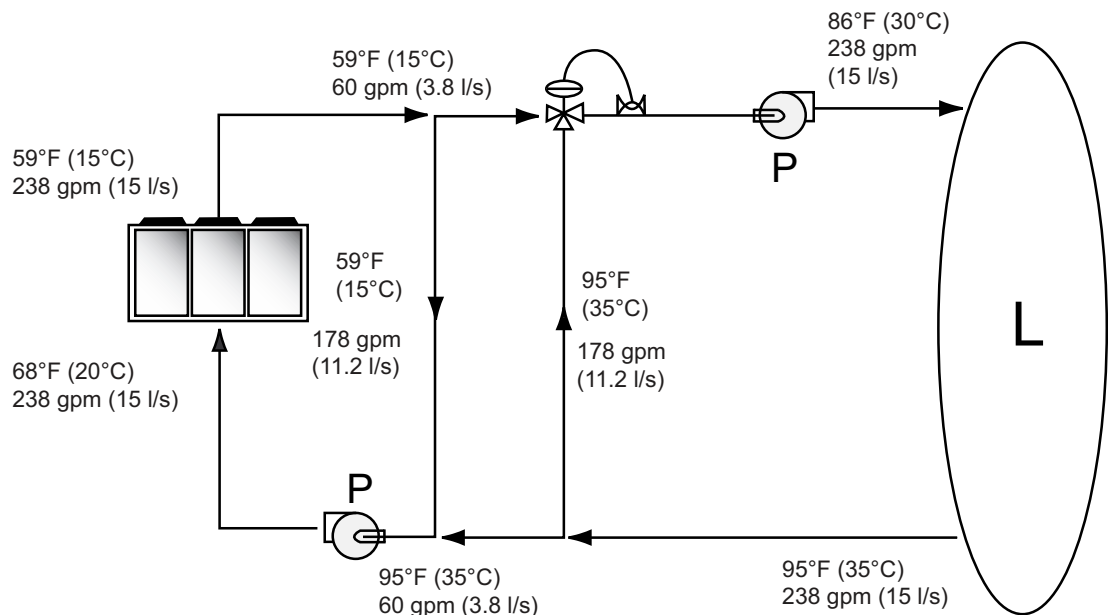 59°F (15°C)
60 gpm (3.8 l/s)
86°F (30°C)
238 gpm
(15 l/s)
59°F (15°C)
238 gpm (15 l/s)
P
59°F
(15°C)
178 gpm
(11.2 l/s)
95°F
(35°C)
178 gpm
(11.2 l/s)
L
68°F (20°C)
238 gpm (15 l/s)
P
95°F (35°C)
60 gpm (3.8 l/s)
95°F (35°C)
238 gpm (15 l/s)